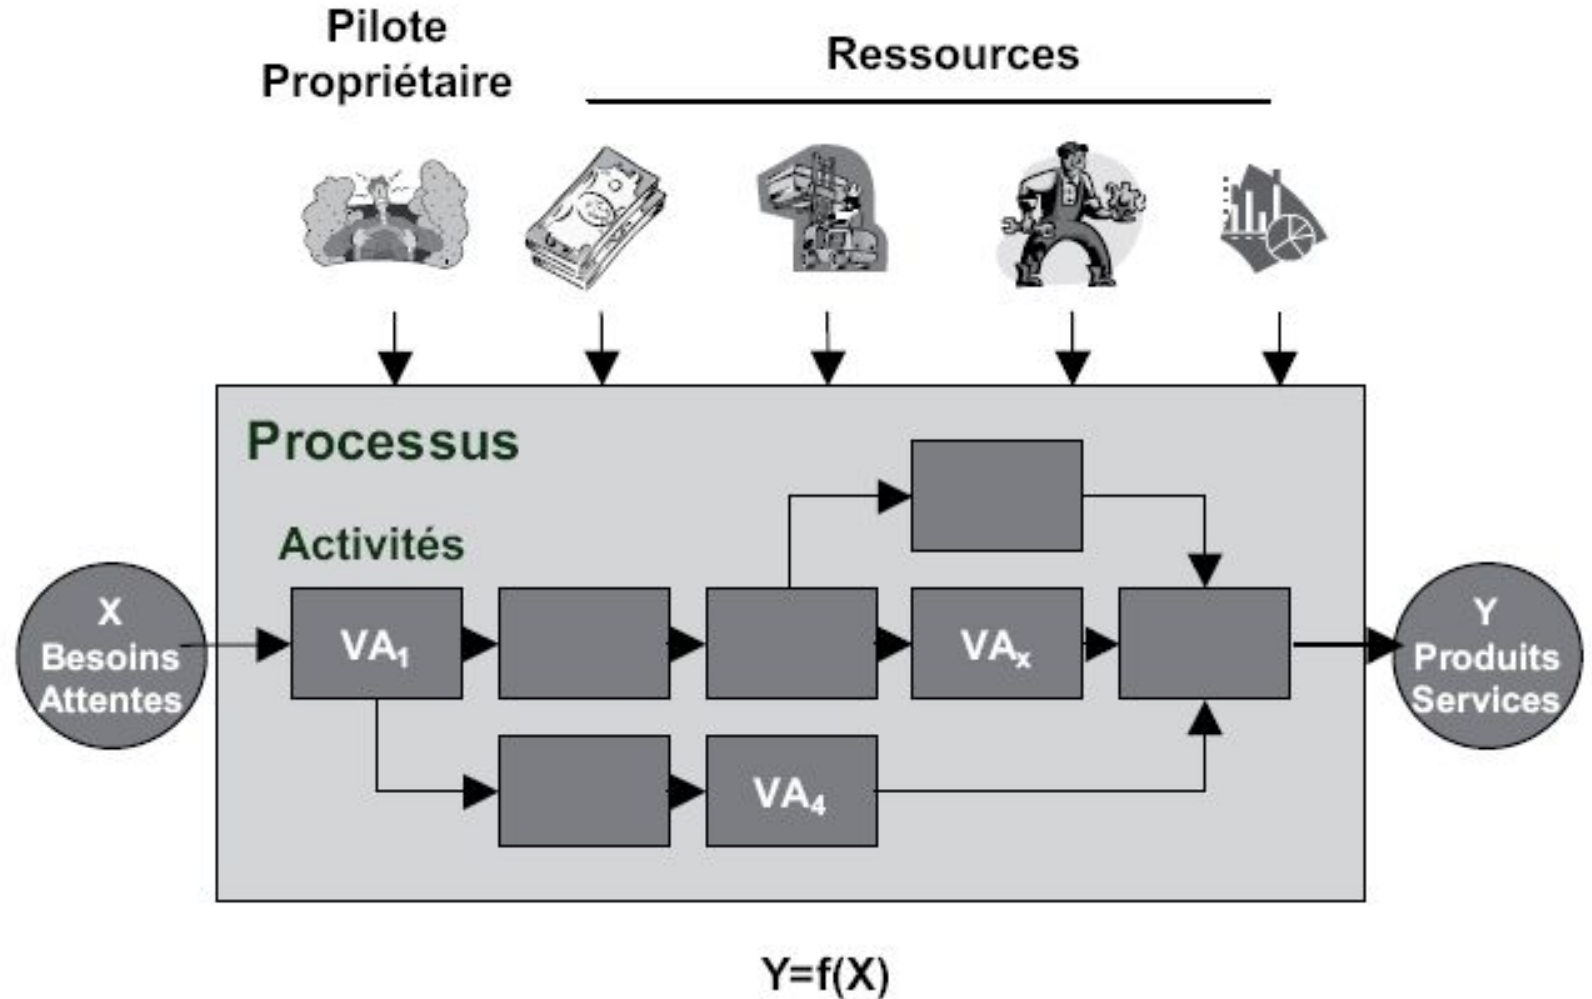 Pilote
Propriétaire
Ressources
Processus
Activités
X
Besoins
Attentes
VA₁
VAₓ
Y
Produits
Services
VA₄
Y=f(X)